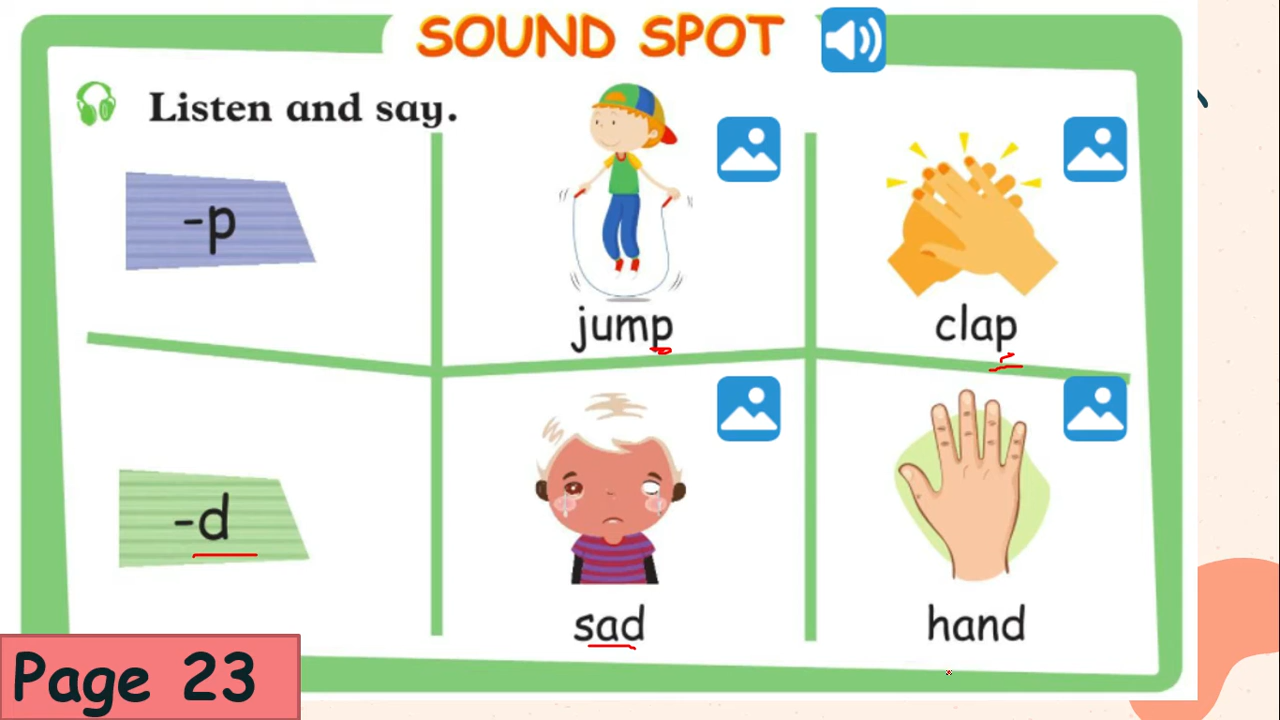 SOUND SPOT
Listen and say.
-p
jump
clap
-d
sad
hand
Page 23